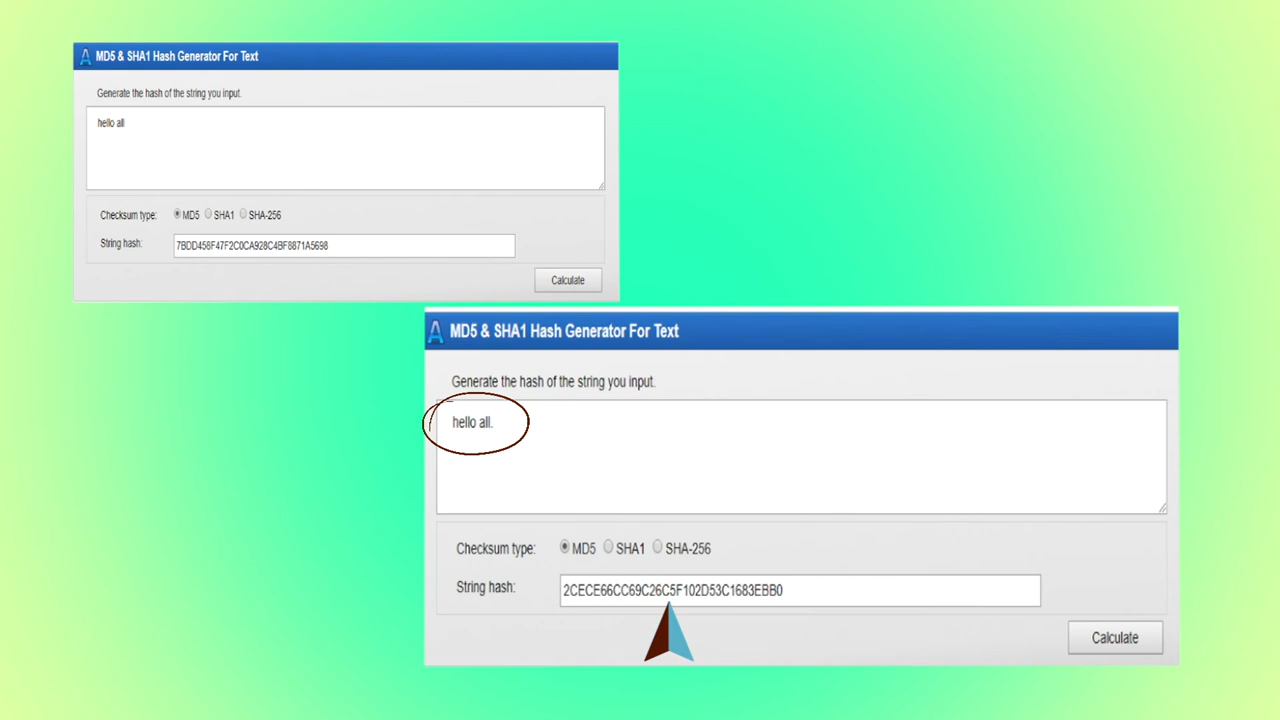 MD5 & SHA1 Hash Generator For Text
Generate the hash of the string you input.
hello all
Checksum type: MD5 SHA1 SHA-256
String hash: 7BDD458F47F2C0CA928C4BF8871A5698
Calculate
MD5 & SHA1 Hash Generator For Text
Generate the hash of the string you input.
hello all.
Checksum type: MD5 SHA1 SHA-256
String hash: 2CECE66CC69C26C5F102D53C1683EBB0
Calculate